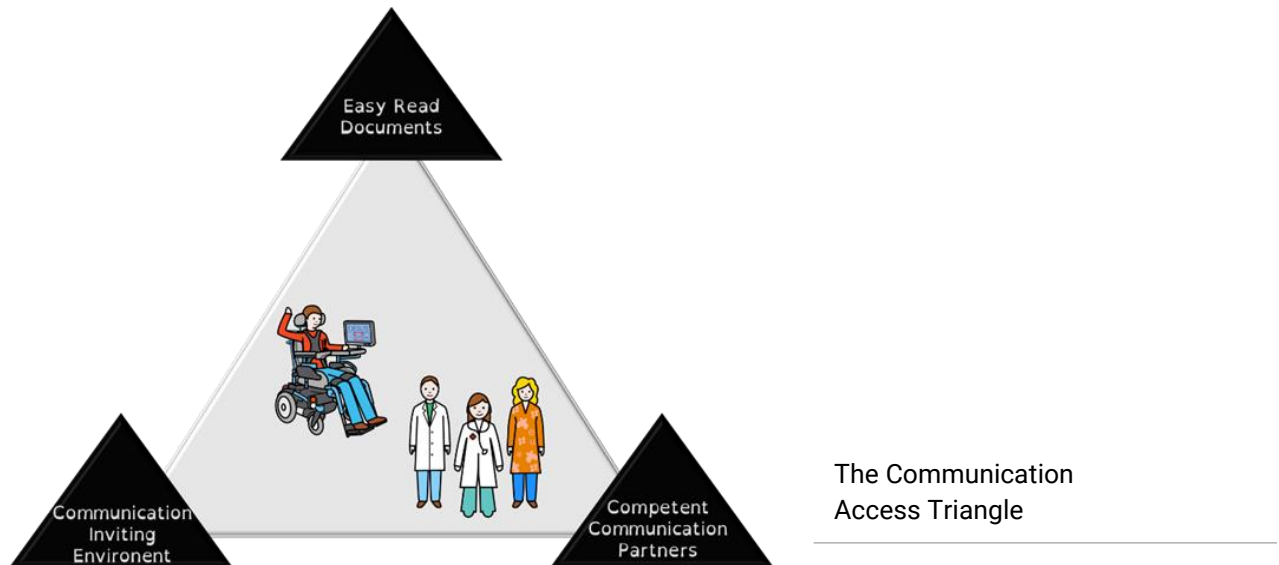 Easy Read
Documents
Communication
Inviting
Environent
Competent
Communication
Partners
The Communication
Access Triangle